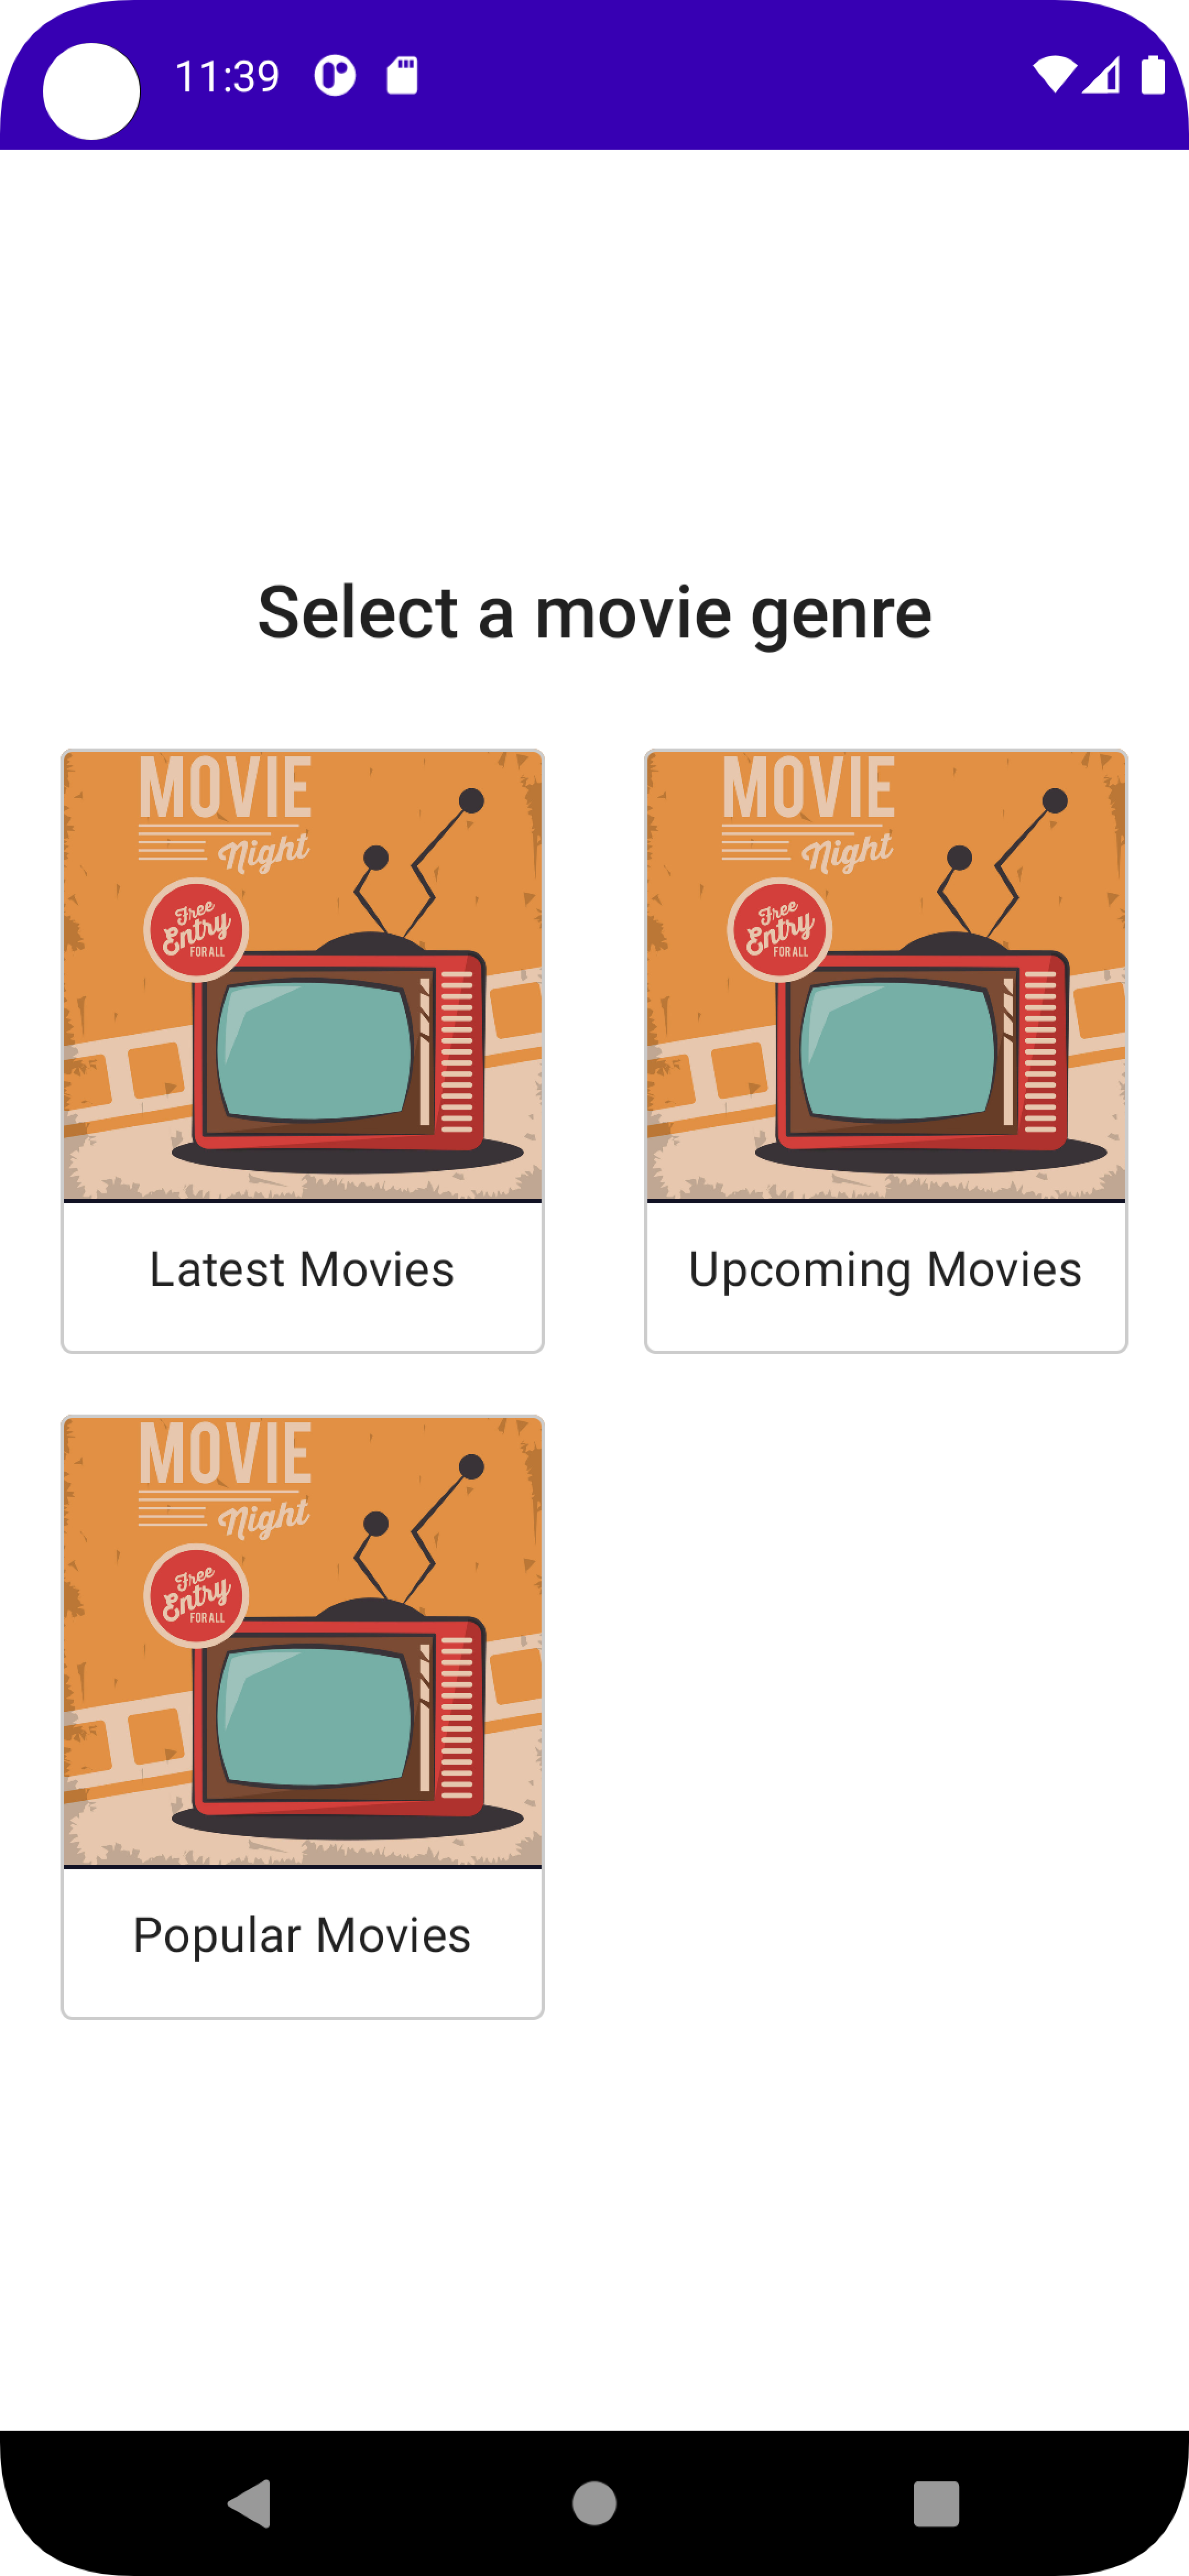 11:39
Select a movie genre
MOVIE
Night
Free
Entry
FOR ALL
Latest Movies
MOVIE
Night
Free
Entry
FOR ALL
Upcoming Movies
MOVIE
Night
Free
Entry
FOR ALL
Popular Movies